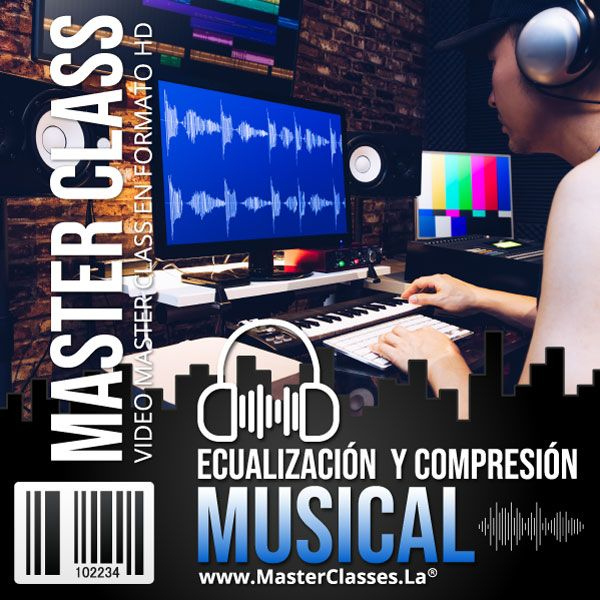 MASTER CLASS
VIDEO MASTER CLASS EN FORMATO HD
ECUALIZACIÓN Y COMPRESIÓN
MUSICAL
www.MasterClasses.La®
102234